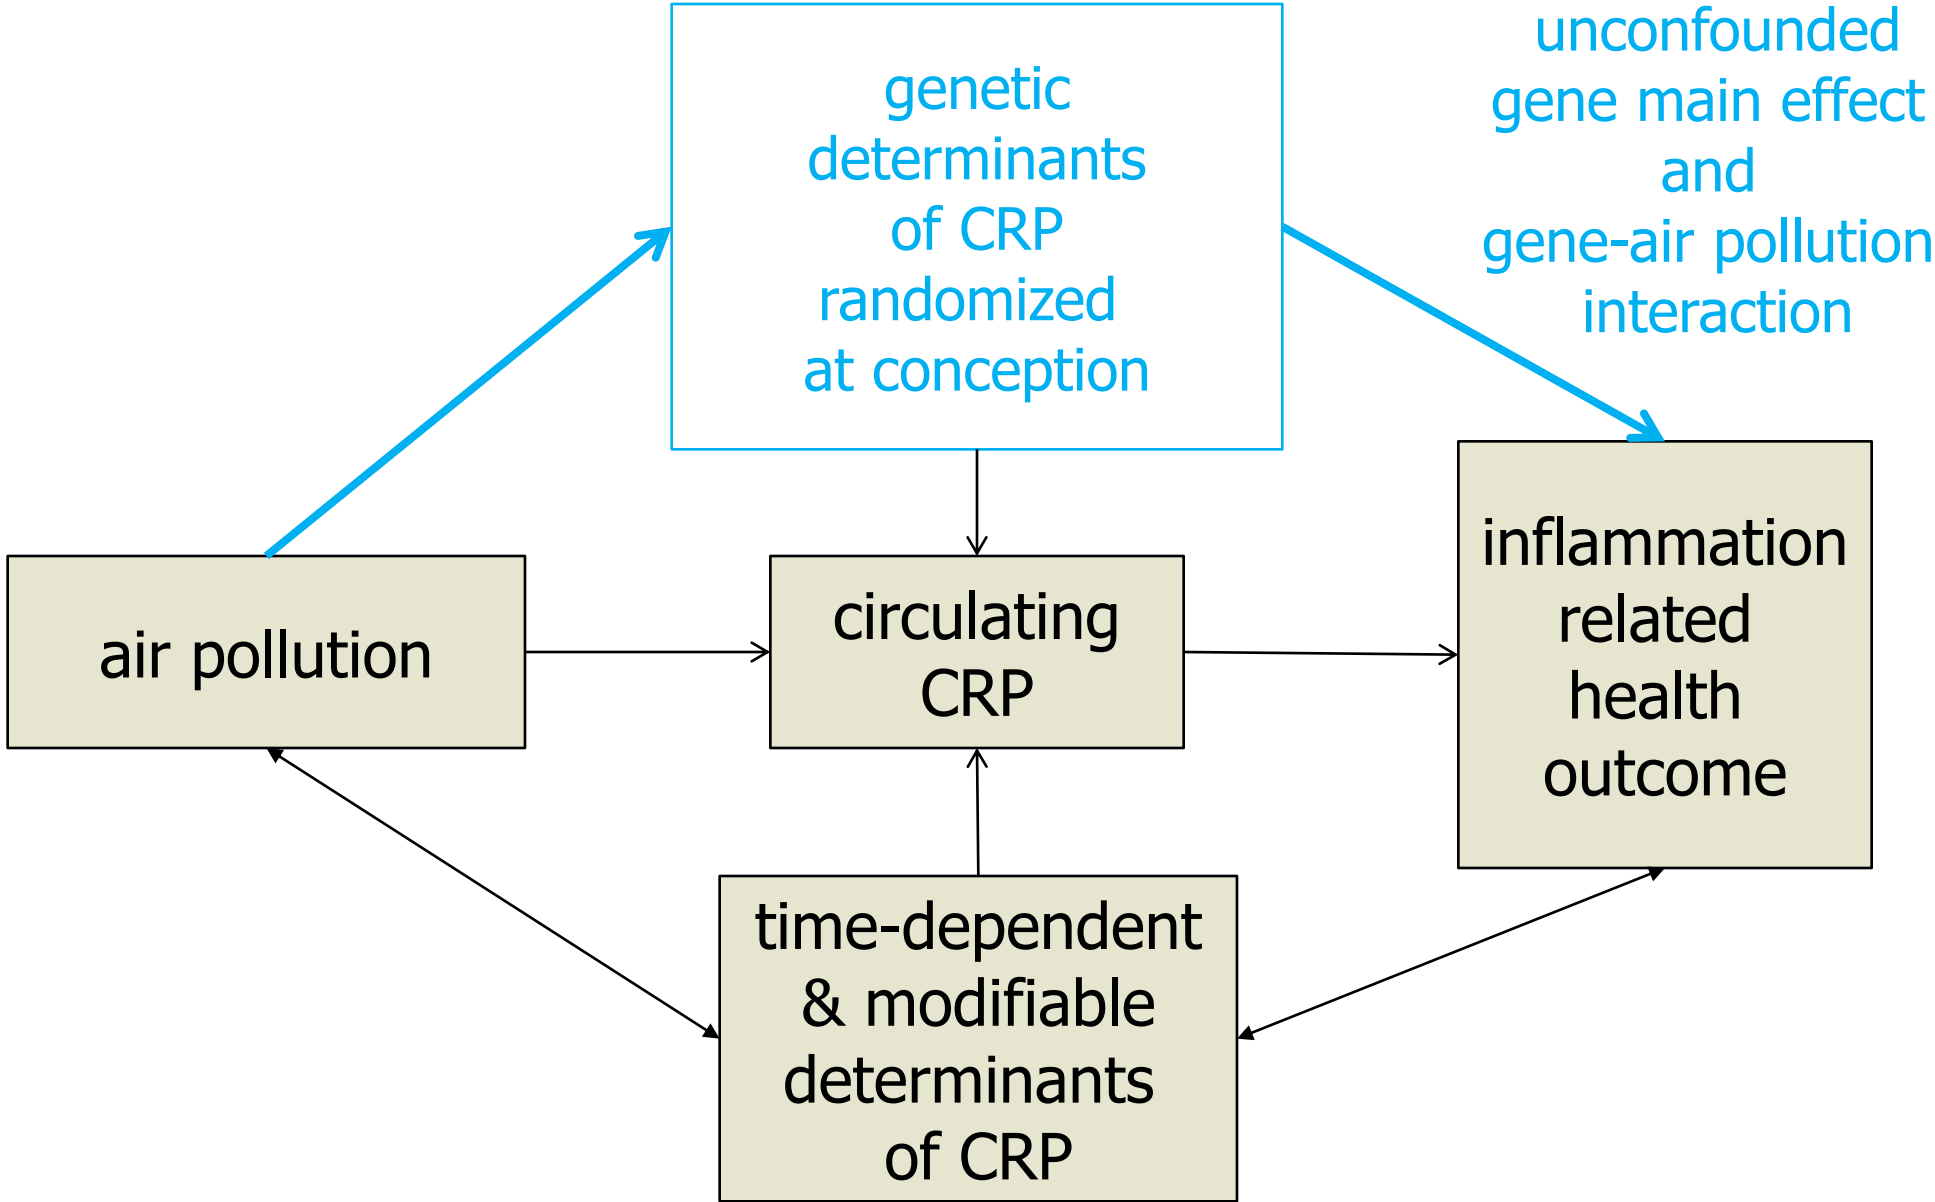 genetic
determinants
of CRP
randomized
at conception
unconfounded
gene main effect
and
gene-air pollution
interaction
air pollution
circulating
CRP
inflammation
related
health
outcome
time-dependent
& modifiable
determinants
of CRP